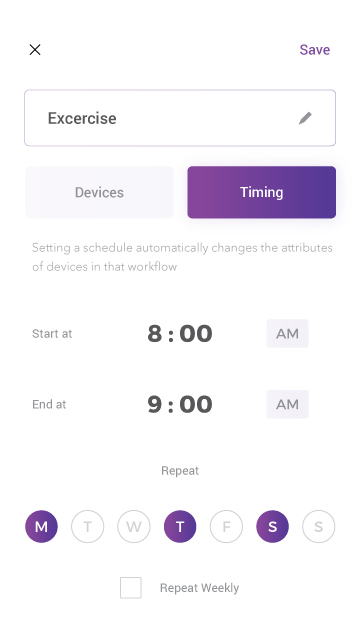 Save
Excercise
Devices
Timing
Setting a schedule automatically changes the attributes
of devices in that workflow
Start at 8 : 00 AM
End at 9 : 00 AM
Repeat
M T W T F S S
Repeat Weekly